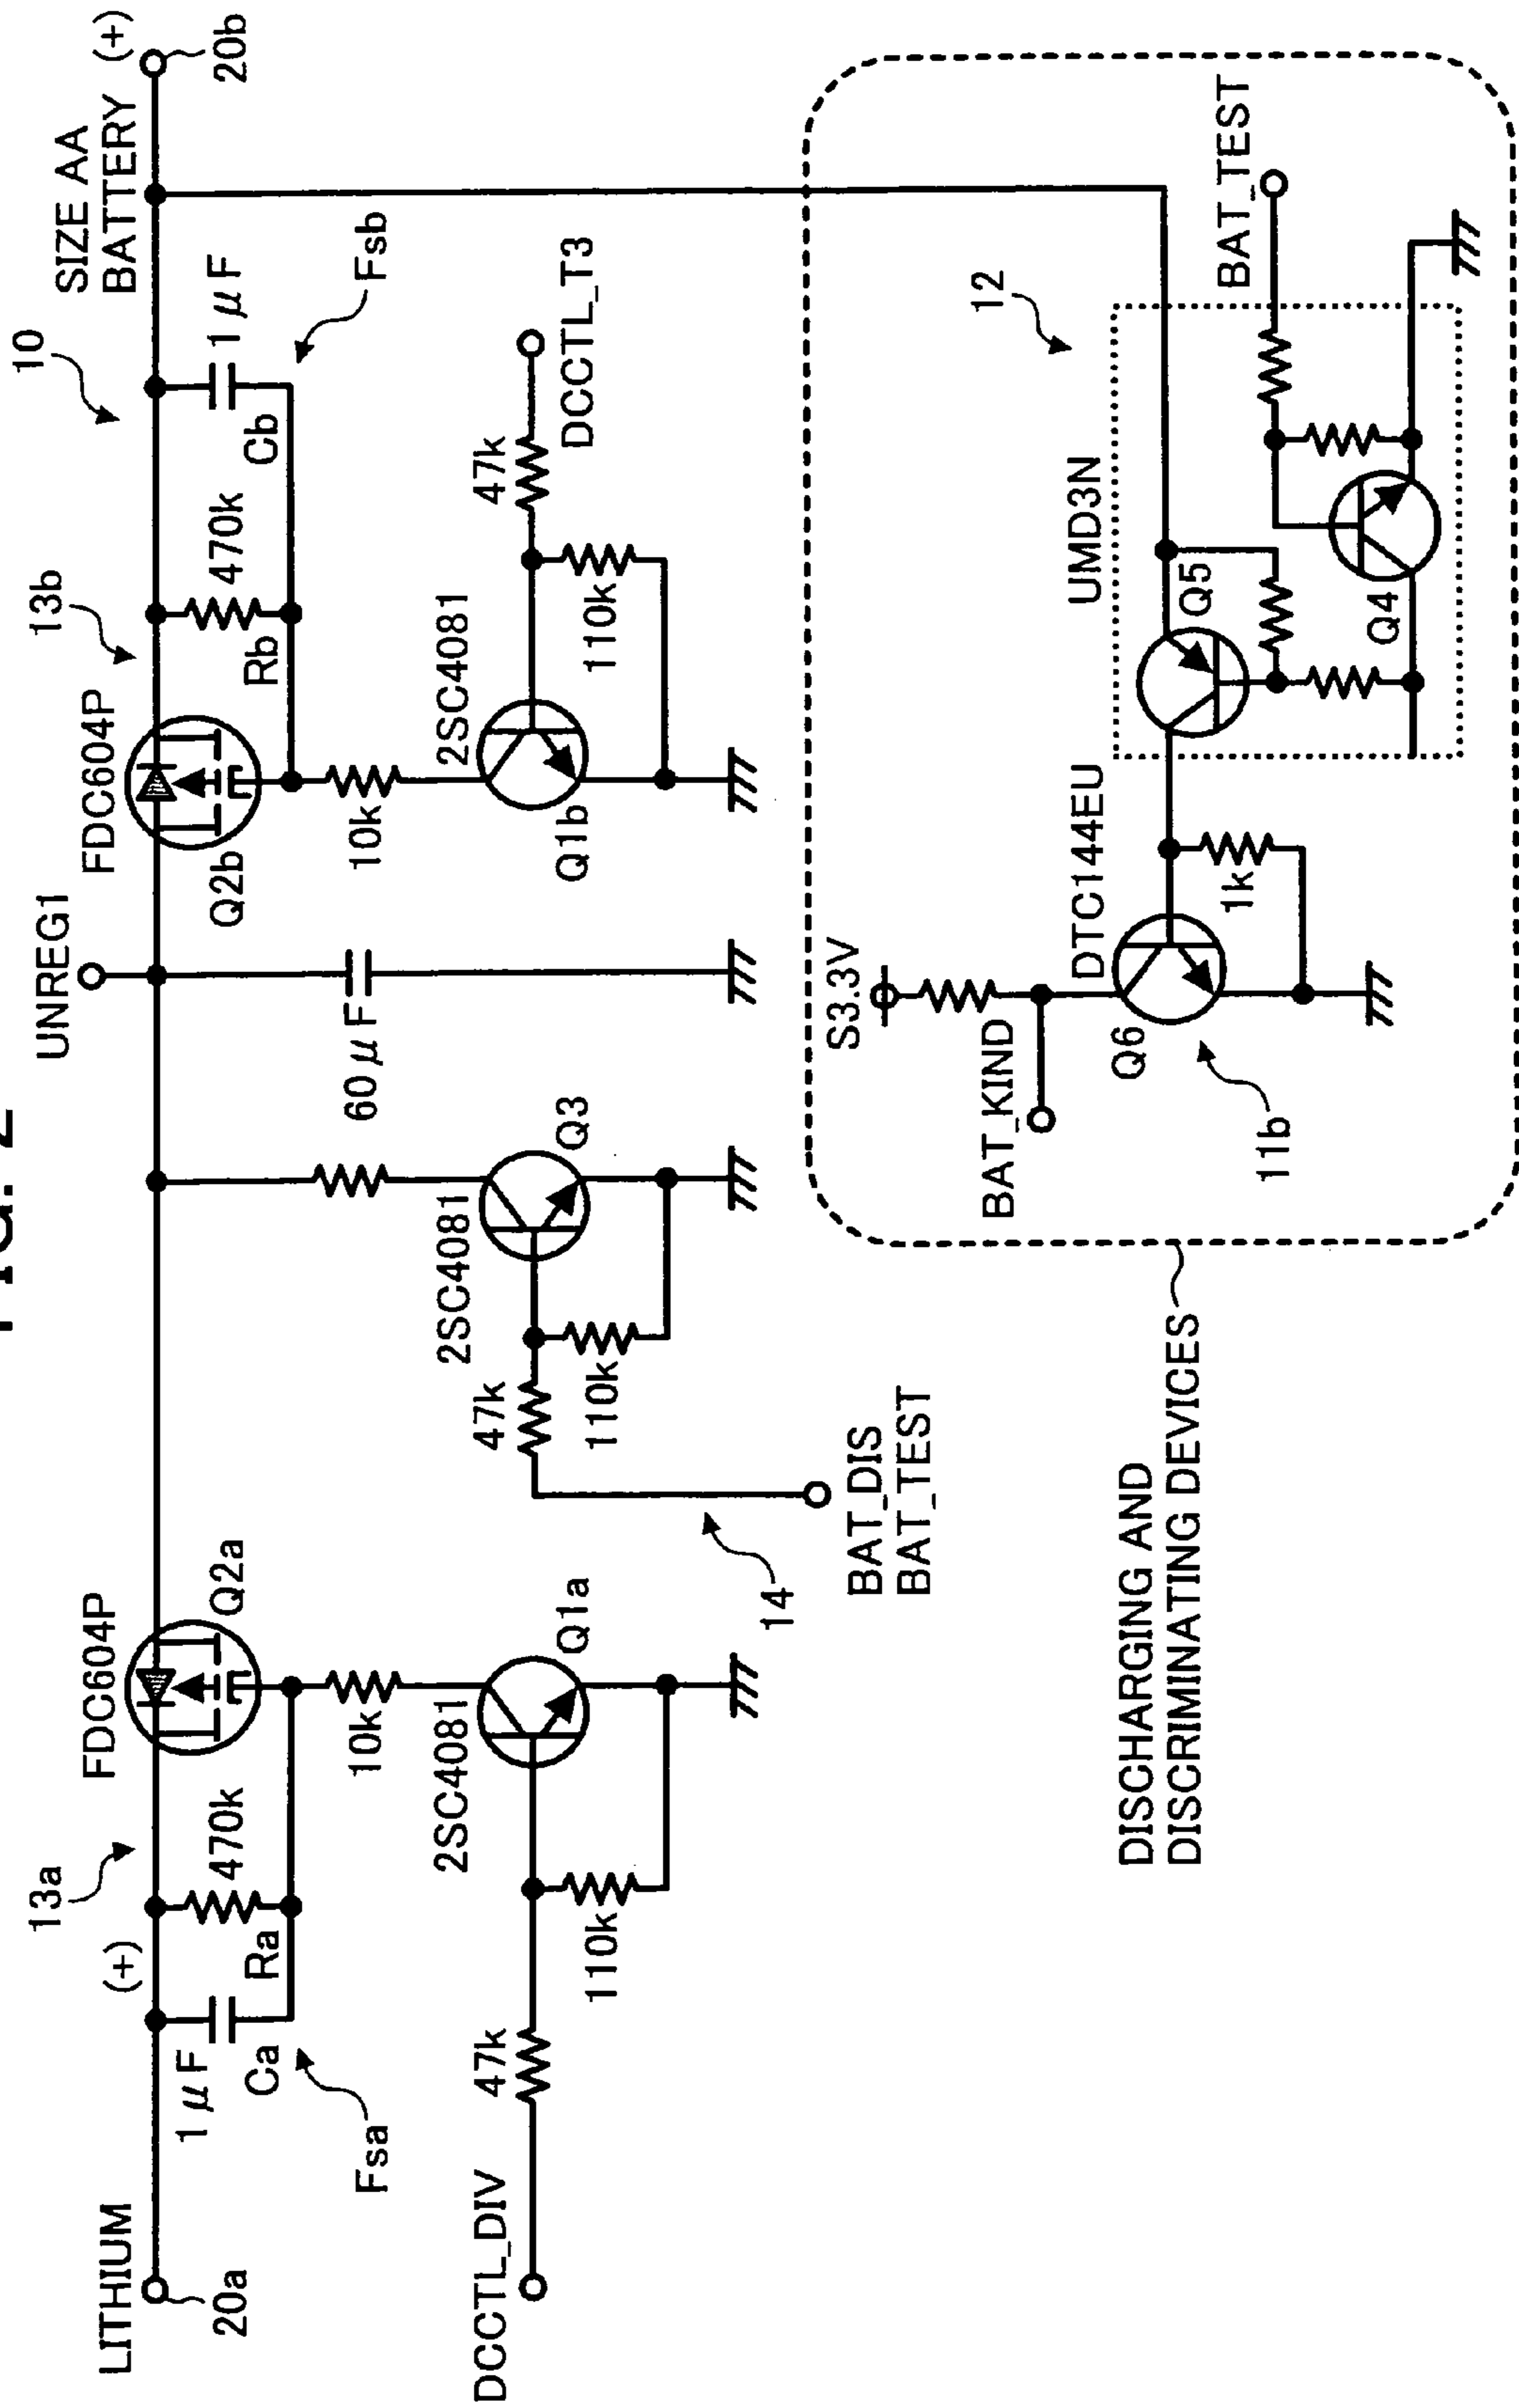 FIG. 2
LITHIUM
20a
(+)
13a
1μF
Ca
Ra
470k
Fsa
FDC604P
Q2a
10k
2SC4081
Q1a
DCCTL_DIV
47k
110k
UNREG1
60μF
2SC4081
Q3
47k
110k
14
BAT_DIS
BAT_TEST
FDC604P
Q2b
13b
Rb
470k
10
SIZE AA
BATTERY
(+)
20b
Cb
1μF
Fsb
10k
2SC4081
Q1b
47k
110k
DCCTL_T3
DISCHARGING AND
DISCRIMINATING DEVICES
S3.3V
BAT_KIND
DTC144EU
Q6
11b
1k
UMD3N
Q5
Q4
12
BAT_TEST